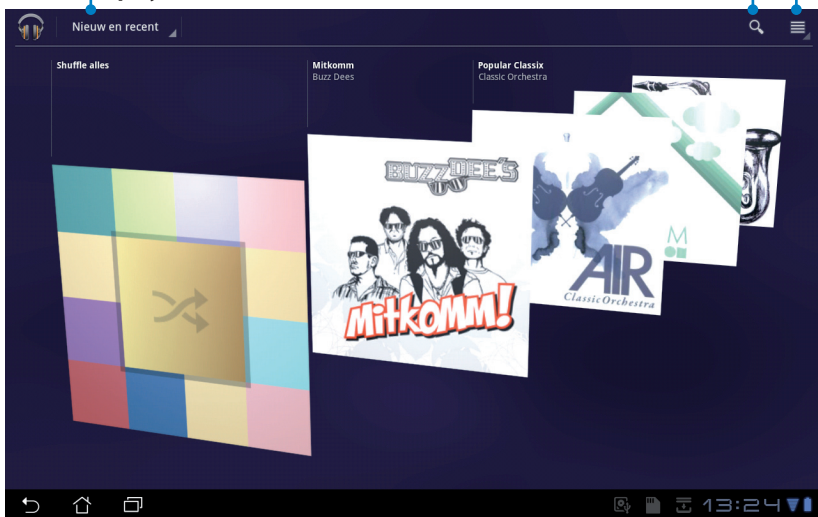 Nieuw en recent
Shuffle alles
Mitkomm
Buzz Dees
Popular Classix
Classic Orchestra
BUZZ DEE'S
Mitkomm!
AIR
ClassicOrchestra
M
13:24